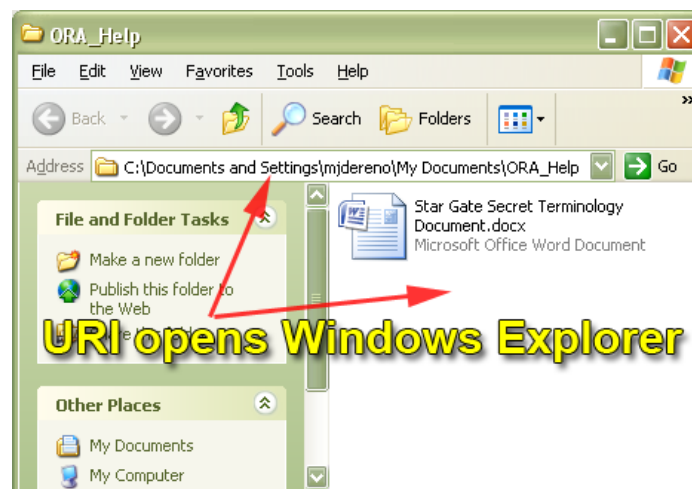 ORA_Help
File Edit View Favorites Tools Help
Back Search Folders
Address C:\Documents and Settings\mjdereno\My Documents\ORA_Help Go
File and Folder Tasks
Make a new folder
Publish this folder to
the Web
Star Gate Secret Terminology
Document.docx
Microsoft Office Word Document
URI opens Windows Explorer
Other Places
My Documents
My Computer